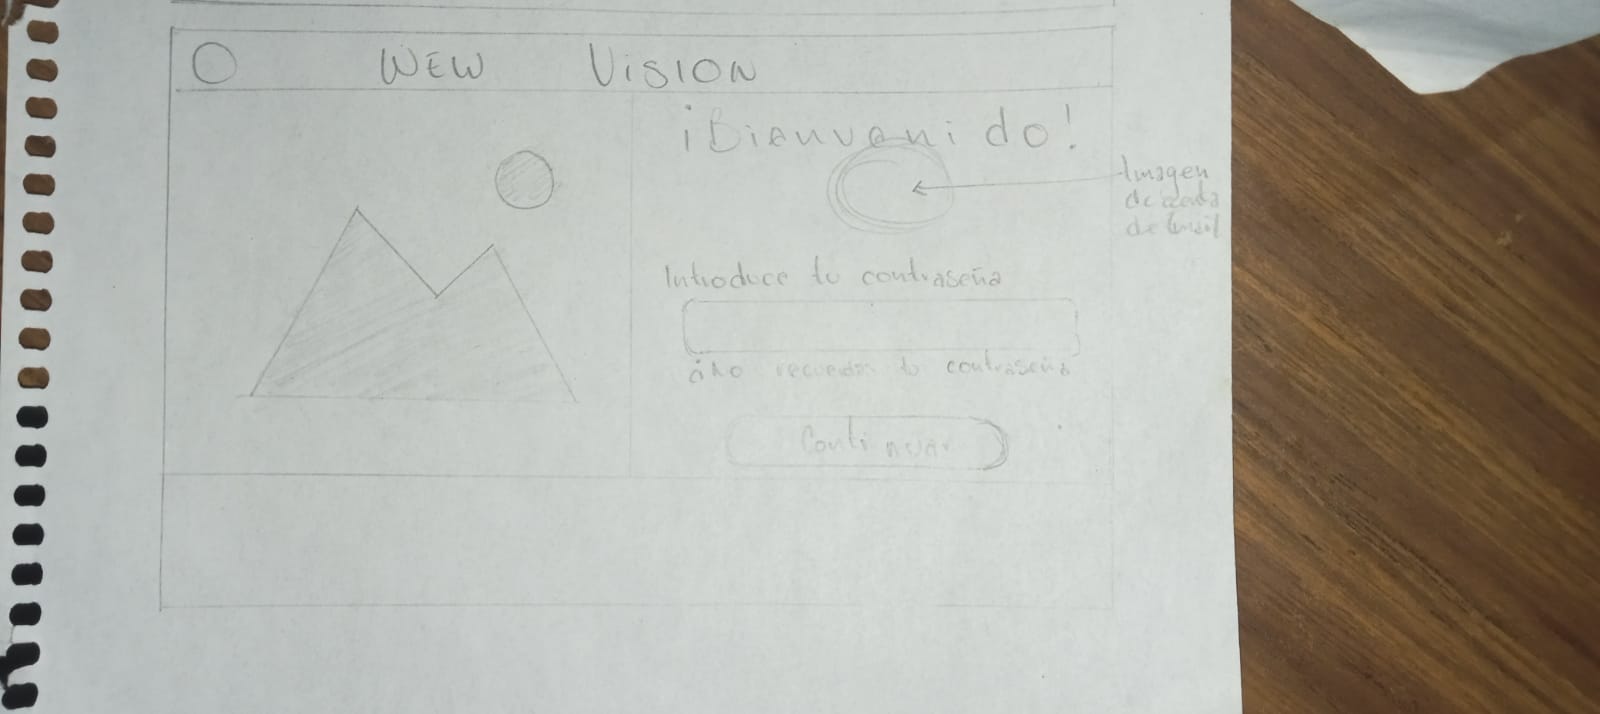 WEW VISION
¡Bienvenido!
Imagen
de cuenta
de Gmail
Introduce tu contraseña
¿No recuerdas tu contraseña
Continuar